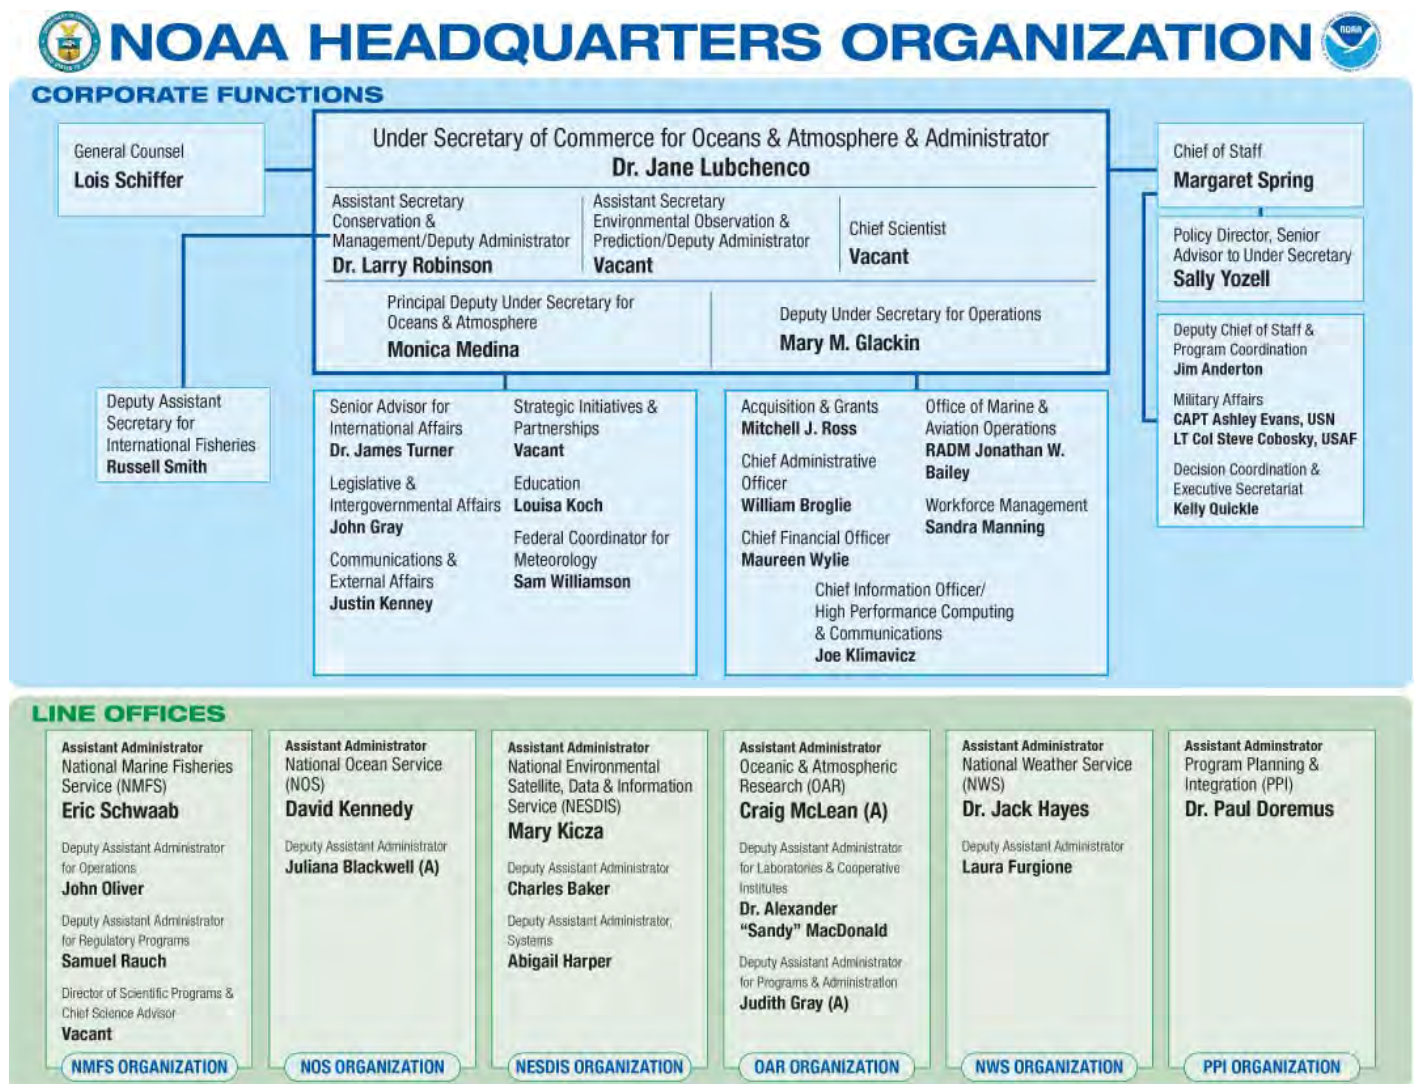 NOAA HEADQUARTERS ORGANIZATION
NOAA
CORPORATE FUNCTIONS
General Counsel
Lois Schiffer
Under Secretary of Commerce for Oceans & Atmosphere & Administrator
Dr. Jane Lubchenco
Assistant Secretary
Conservation &
Management/Deputy Administrator
Dr. Larry Robinson
Assistant Secretary
Environmental Observation &
Prediction/Deputy Administrator
Vacant
Chief Scientist
Vacant
Principal Deputy Under Secretary for
Oceans & Atmosphere
Monica Medina
Deputy Under Secretary for Operations
Mary M. Glackin
Chief of Staff
Margaret Spring
Policy Director, Senior
Advisor to Under Secretary
Sally Yozell
Deputy Chief of Staff &
Program Coordination
Jim Anderton
Military Affairs
CAPT Ashley Evans, USN
LT Col Steve Cobosky, USAF
Decision Coordination &
Executive Secretariat
Kelly Quickle
Deputy Assistant
Secretary for
International Fisheries
Russell Smith
Senior Advisor for
International Affairs
Dr. James Turner
Legislative &
Intergovernmental Affairs
John Gray
Communications &
External Affairs
Justin Kenney
Strategic Initiatives &
Partnerships
Vacant
Education
Louisa Koch
Federal Coordinator for
Meteorology
Sam Williamson
Acquisition & Grants
Mitchell J. Ross
Chief Administrative
Officer
William Broglie
Chief Financial Officer
Maureen Wylie
Office of Marine &
Aviation Operations
RADM Jonathan W.
Bailey
Workforce Management
Sandra Manning
Chief Information Officer/
High Performance Computing
& Communications
Joe Klimavicz
LINE OFFICES
Assistant Administrator
National Marine Fisheries
Service (NMFS)
Eric Schwaab
Deputy Assistant Administrator
for Operations
John Oliver
Deputy Assistant Administrator
for Regulatory Programs
Samuel Rauch
Director of Scientific Programs &
Chief Science Advisor
Vacant
NMFS ORGANIZATION
Assistant Administrator
National Ocean Service
(NOS)
David Kennedy
Deputy Assistant Administrator
Juliana Blackwell (A)
NOS ORGANIZATION
Assistant Administrator
National Environmental
Satellite, Data & Information
Service (NESDIS)
Mary Kicza
Deputy Assistant Administrator
Charles Baker
Deputy Assistant Administrator,
Systems
Abigail Harper
NESDIS ORGANIZATION
Assistant Administrator
Oceanic & Atmospheric
Research (OAR)
Craig McLean (A)
Deputy Assistant Administrator
for Laboratories & Cooperative
Institutes
Dr. Alexander
“Sandy” MacDonald
Deputy Assistant Administrator
for Programs & Administration
Judith Gray (A)
OAR ORGANIZATION
Assistant Administrator
National Weather Service
(NWS)
Dr. Jack Hayes
Deputy Assistant Administrator
Laura Furgione
NWS ORGANIZATION
Assistant Adminstrator
Program Planning &
Integration (PPI)
Dr. Paul Doremus
PPI ORGANIZATION